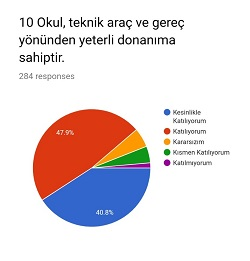 10 Okul, teknik araç ve gereç
yönünden yeterli donanıma
sahiptir.
284 responses
Kesinlikle
Katılıyorum
Katılıyorum
Kararsızım
Kısmen Katılıyorum
Katılmıyorum
47.9%
40.8%